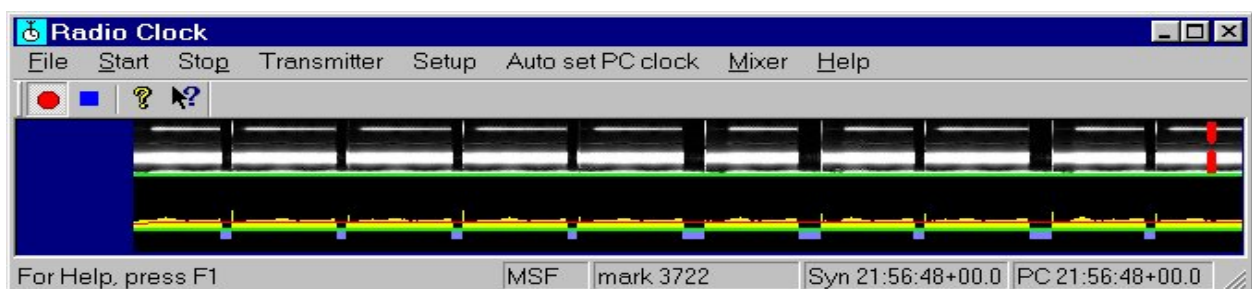 Radio Clock
File Start Stop Transmitter Setup Auto set PC clock Mixer Help
For Help, press F1 MSF mark 3722 Syn 21:56:48+00.0 PC 21:56:48+00.0